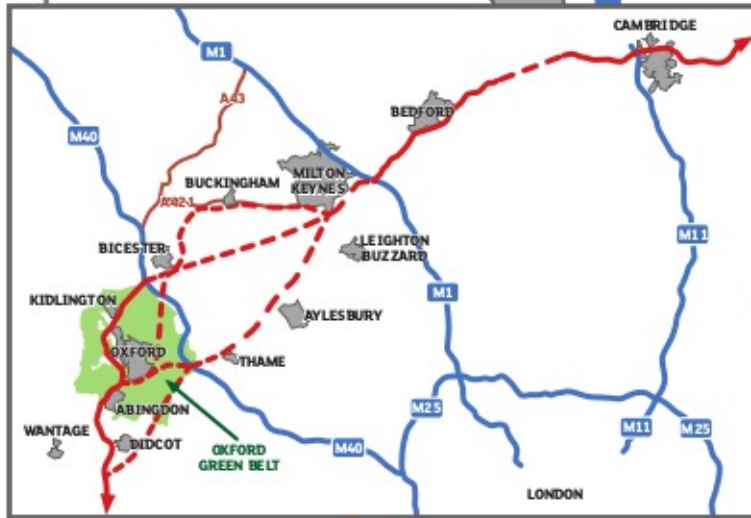 CAMBRIDGE
M1
A43
BEDFORD
M40
MILTON
KEYNES
BUCKINGHAM
A421
BICESTER
LEIGHTON
BUZZARD
M11
KIDLINGTON
M1
AYLESBURY
OXFORD
THAME
ABINGDON
M25
WANTAGE
DIDCOT
OXFORD
GREEN BELT
M40
M11
M25
LONDON